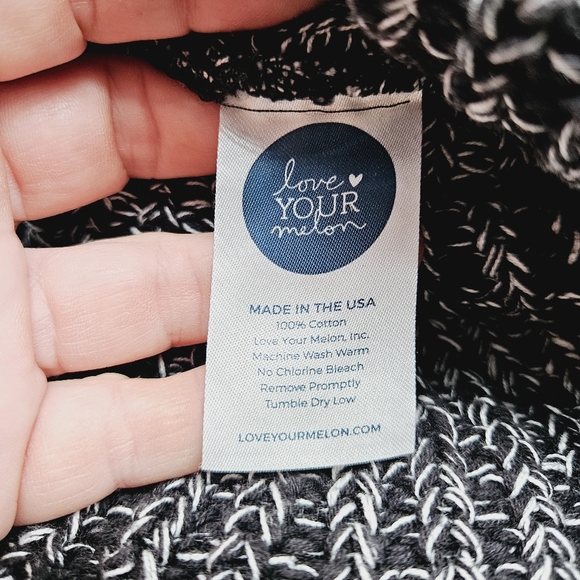 love
YOUR
melon
MADE IN THE USA
100% Cotton
Love Your Melon, Inc.
Machine Wash Warm
No Chlorine Bleach
Remove Promptly
Tumble Dry Low
LOVEYOURMELON.COM